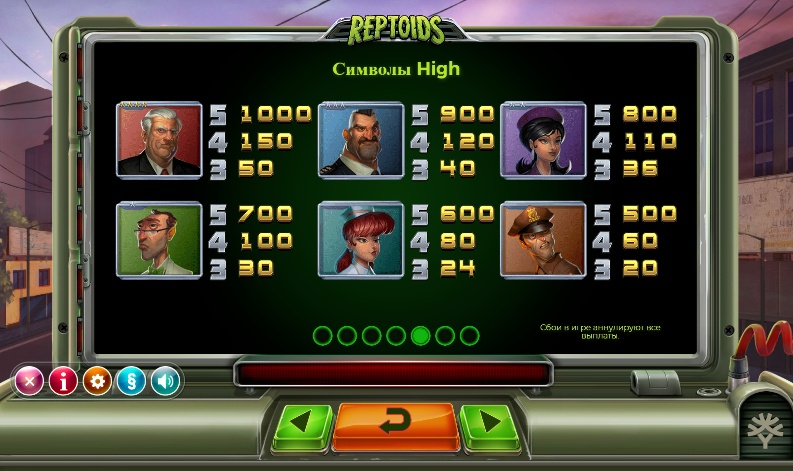 REPTOIDS
Символы High
5 1000 5 900 5 800
4 150 4 120 4 110
3 50 3 40 3 36
5 700 5 600 5 500
4 100 4 80 4 60
3 30 3 24 3 20
Сбои в игре аннулируют все
выплаты.